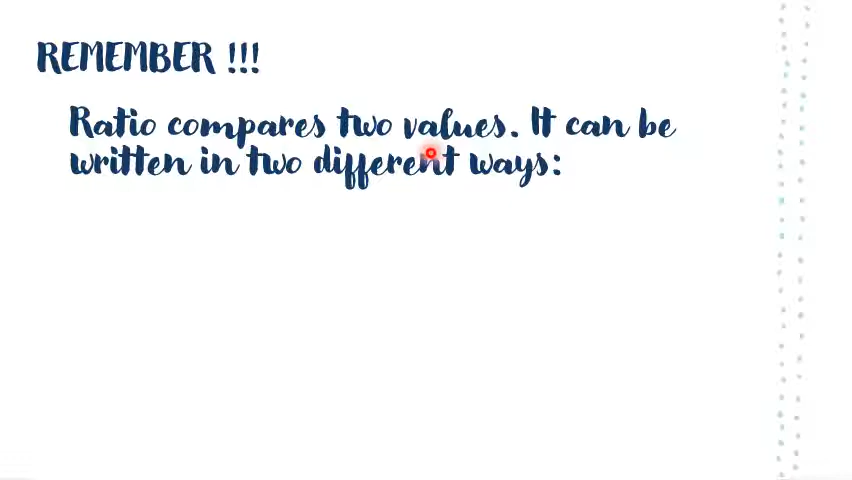 REMEMBER !!!
Ratio compares two values. It can be
written in two different ways: